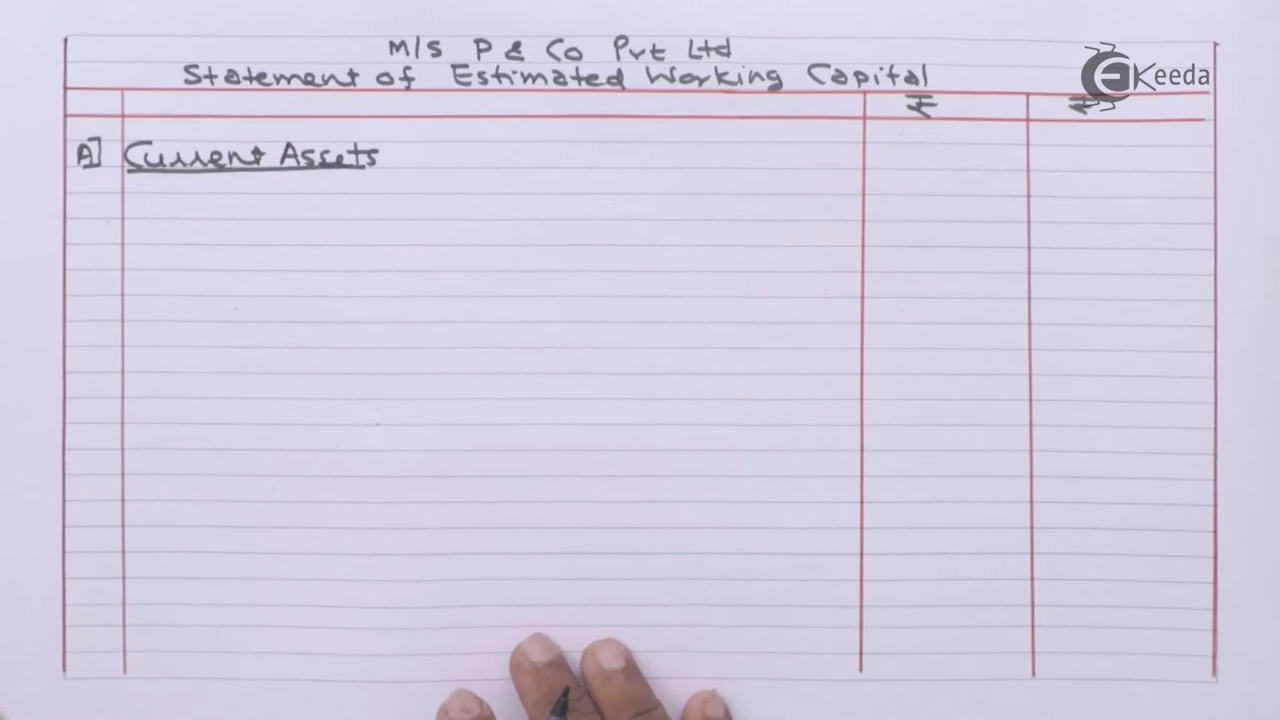 M/S P & Co Pvt Ltd
Statement of Estimated Working Capital
EKeeda
₹ ₹
A] Current Assets